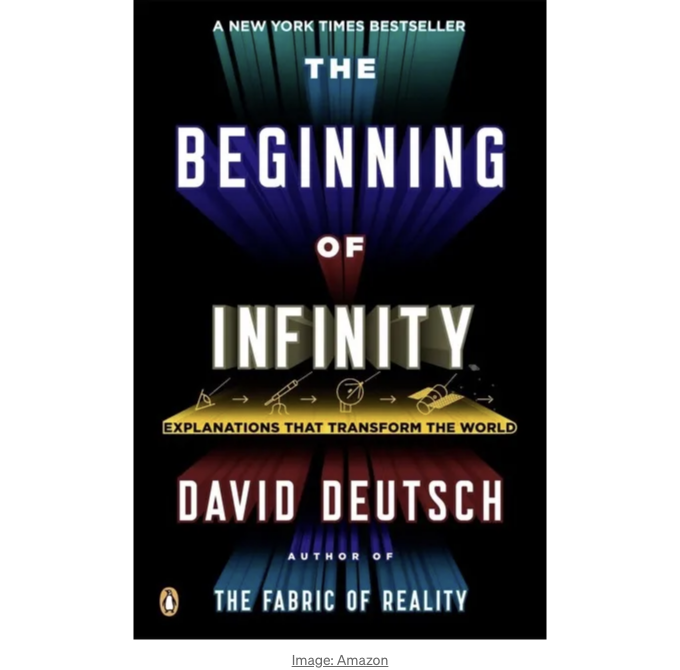 A NEW YORK TIMES BESTSELLER
THE
BEGINNING
OF
INFINITY
EXPLANATIONS THAT TRANSFORM THE WORLD
DAVID DEUTSCH
AUTHOR OF
THE FABRIC OF REALITY
Image: Amazon